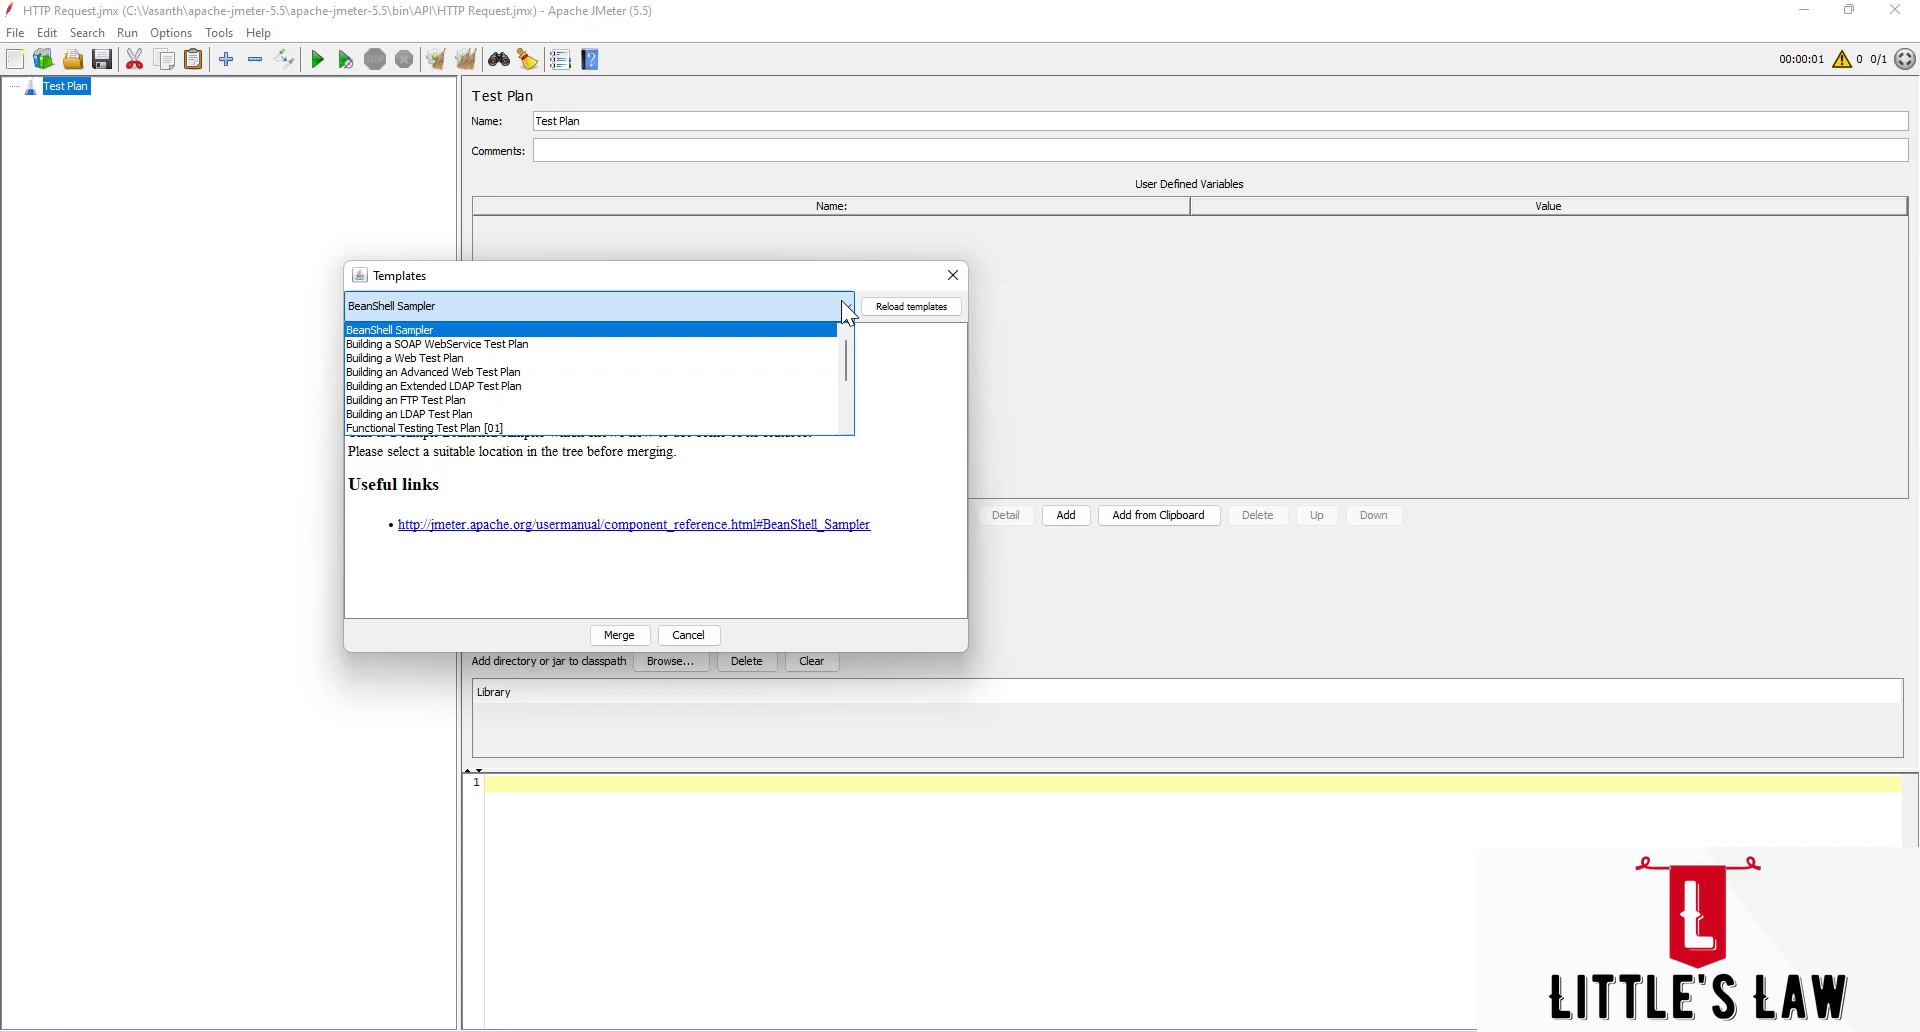 HTTP Request.jmx (C:\Vasanth\apache-jmeter-5.5\apache-jmeter-5.5\bin\API\HTTP Request.jmx) - Apache JMeter (5.5)
File Edit Search Run Options Tools Help
00:00:01 0 0/1
Test Plan
Test Plan
Name: Test Plan
Comments:
User Defined Variables
Name: Value
Templates
BeanShell Sampler
Reload templates
BeanShell Sampler
Building a SOAP WebService Test Plan
Building a Web Test Plan
Building an Advanced Web Test Plan
Building an Extended LDAP Test Plan
Building an FTP Test Plan
Building an LDAP Test Plan
Functional Testing Test Plan [01]
Please select a suitable location in the tree before merging.
Useful links
http://jmeter.apache.org/usermanual/component_reference.html#BeanShell_Sampler
Detail Add Add from Clipboard Delete Up Down
Merge Cancel
Add directory or jar to classpath Browse... Delete Clear
Library
1
L
LITTLE'S LAW